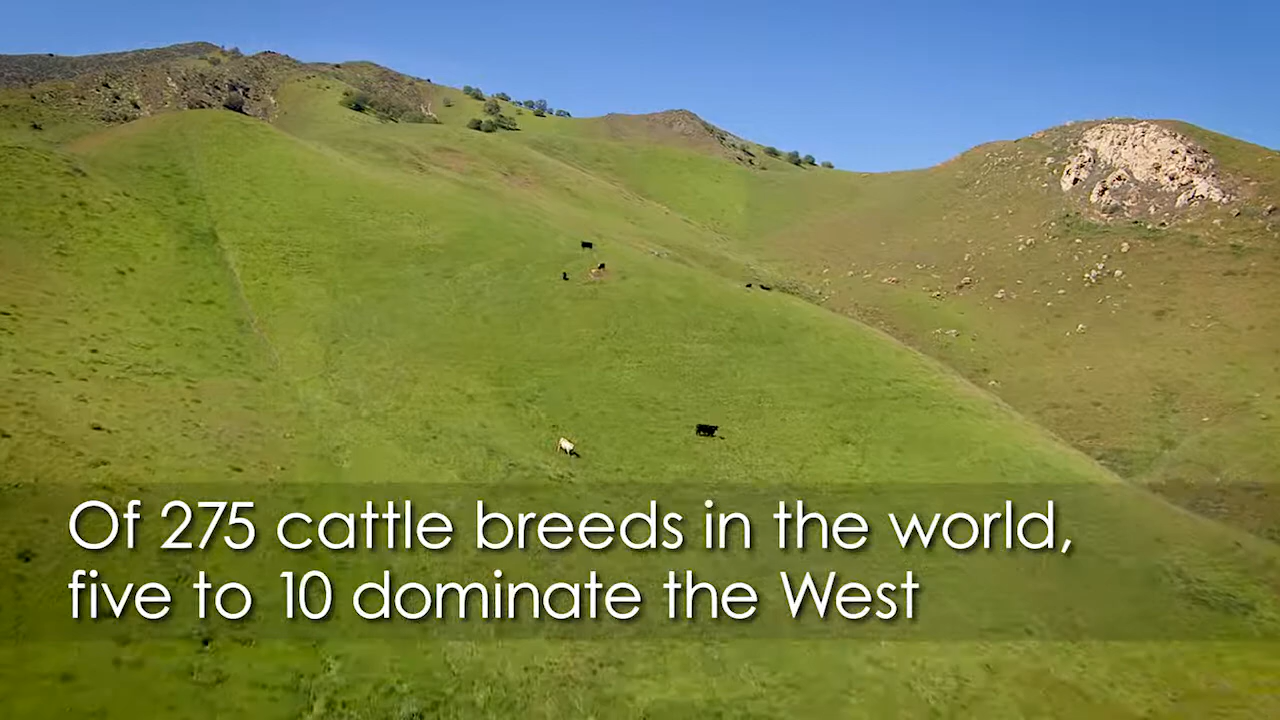 Of 275 cattle breeds in the world,
five to 10 dominate the West